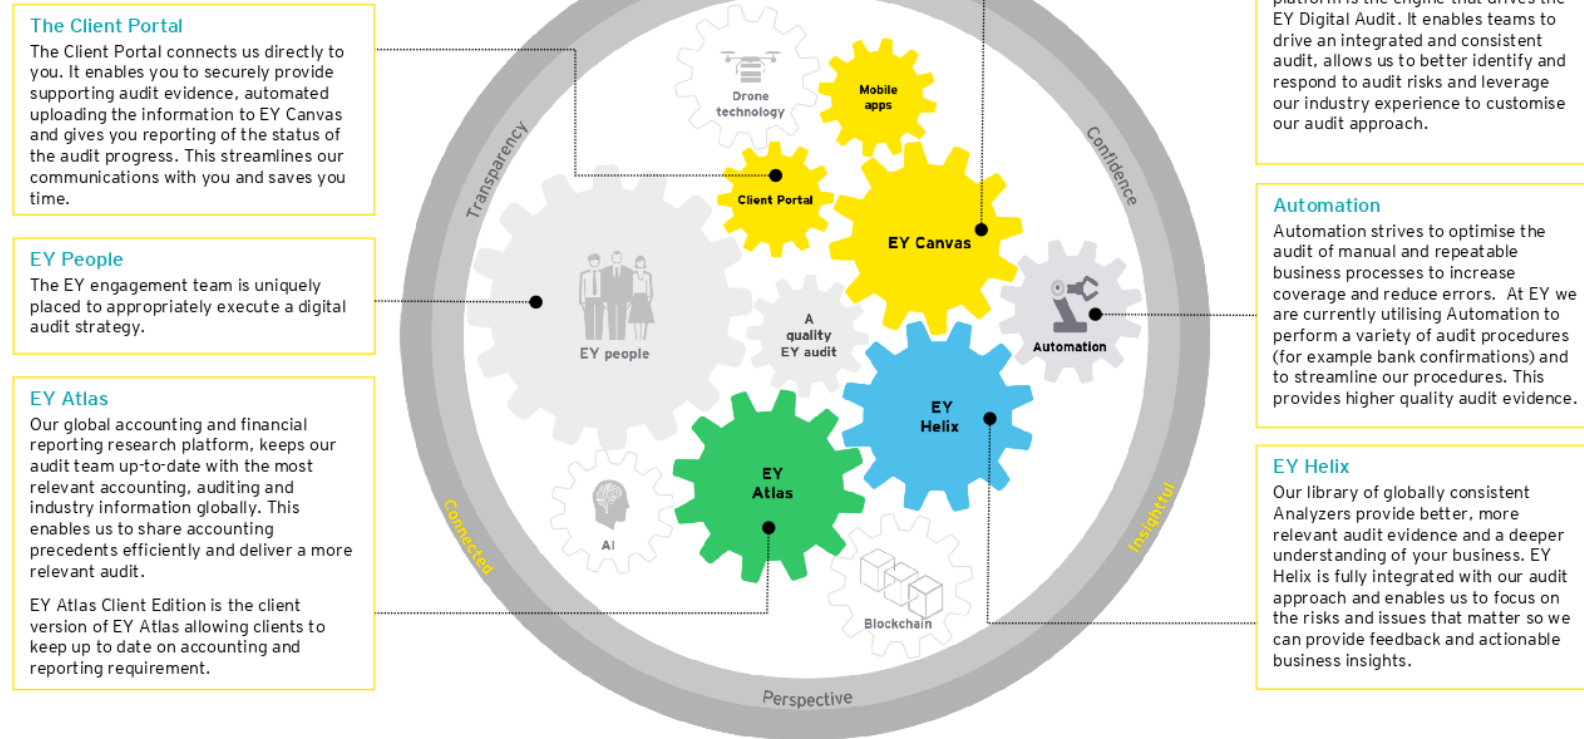 The Client Portal
The Client Portal connects us directly to
you. It enables you to securely provide
supporting audit evidence, automated
uploading the information to EY Canvas
and gives you reporting of the status of
the audit progress. This streamlines our
communications with you and saves you
time.
EY People
The EY engagement team is uniquely
placed to appropriately execute a digital
audit strategy.
EY Atlas
Our global accounting and financial
reporting research platform, keeps our
audit team up-to-date with the most
relevant accounting, auditing and
industry information globally. This
enables us to share accounting
precedents efficiently and deliver a more
relevant audit.
EY Atlas Client Edition is the client
version of EY Atlas allowing clients to
keep up to date on accounting and
reporting requirement.
Transparency
Confidence
Connected
Insightful
Perspective
Drone
technology
Mobile
apps
Client Portal
EY Canvas
EY people
A
quality
EY audit
Automation
EY
Helix
EY
Atlas
AI
Blockchain
platform is the engine that drives the
EY Digital Audit. It enables teams to
drive an integrated and consistent
audit, allows us to better identify and
respond to audit risks and leverage
our industry experience to customise
our audit approach.
Automation
Automation strives to optimise the
audit of manual and repeatable
business processes to increase
coverage and reduce errors.  At EY we
are currently utilising Automation to
perform a variety of audit procedures
(for example bank confirmations) and
to streamline our procedures. This
provides higher quality audit evidence.
EY Helix
Our library of globally consistent
Analyzers provide better, more
relevant audit evidence and a deeper
understanding of your business. EY
Helix is fully integrated with our audit
approach and enables us to focus on
the risks and issues that matter so we
can provide feedback and actionable
business insights.